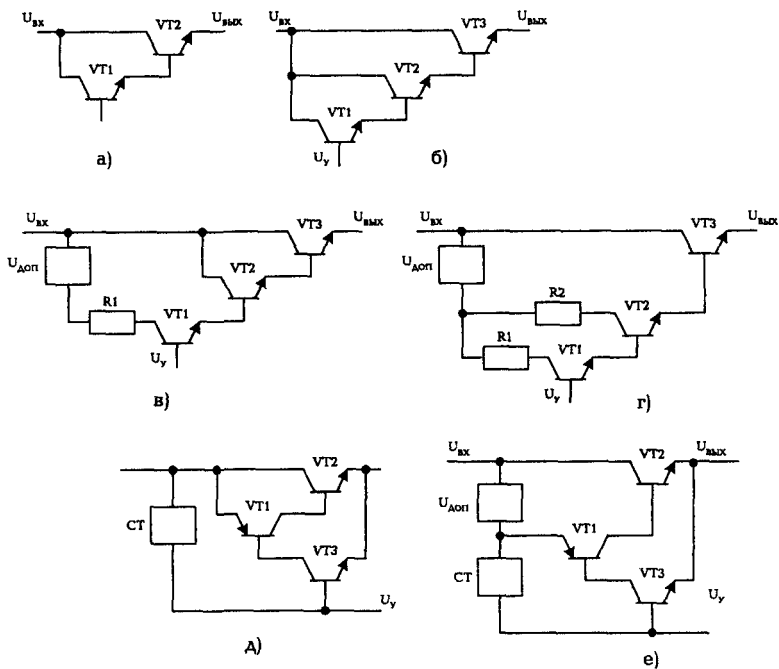 Uвх VT2 Uвых
VT1
а)
Uвх VT3 Uвых
VT2
VT1
Uу
б)
Uвх VT3 Uвых
Uдоп
VT2
R1 VT1
Uу
в)
Uвх VT3 Uвых
Uдоп
R2 VT2
R1 VT1
Uу
г)
VT2
СТ VT1
VT3
Uу
д)
Uвх VT2 Uвых
Uдоп
VT1
СТ VT3
Uу
е)